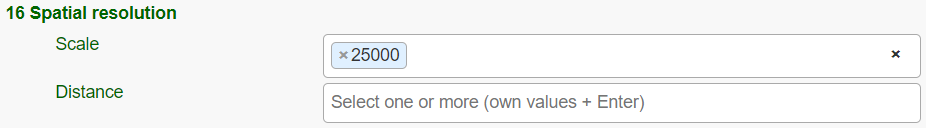 16 Spatial resolution
Scale
×25000 ×
Distance
Select one or more (own values + Enter)